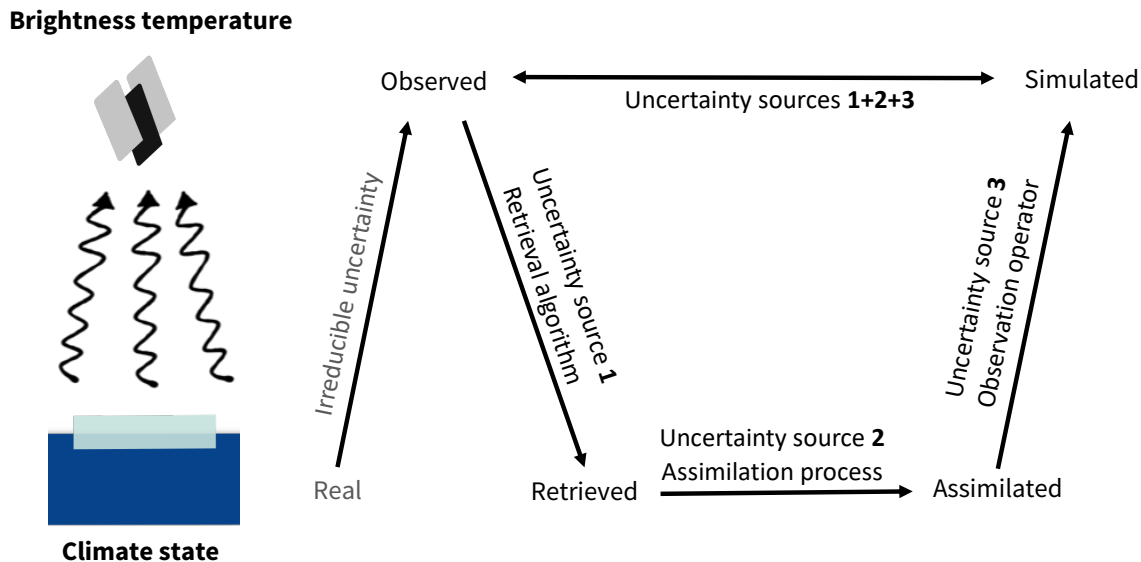 Brightness temperature
Observed
Simulated
Uncertainty sources 1+2+3
Irreducible uncertainty
Uncertainty source 1
Retrieval algorithm
Uncertainty source 3
Observation operator
Uncertainty source 2
Assimilation process
Real
Retrieved
Assimilated
Climate state